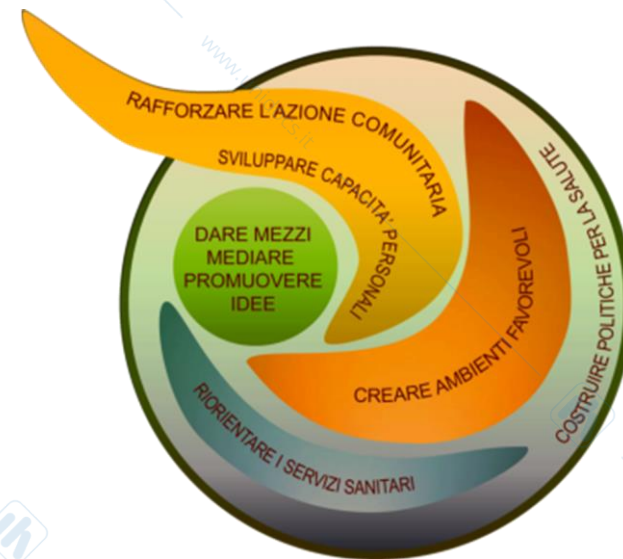 www.
RAFFORZARE L'AZIONE COMUNITARIA
SVILUPPARE CAPACITA' PERSONALI
DARE MEZZI
MEDIARE
PROMUOVERE
IDEE
CREARE AMBIENTI FAVOREVOLI
COSTRUIRE POLITICHE PER LA SALUTE
RIORIENTARE I SERVIZI SANITARI